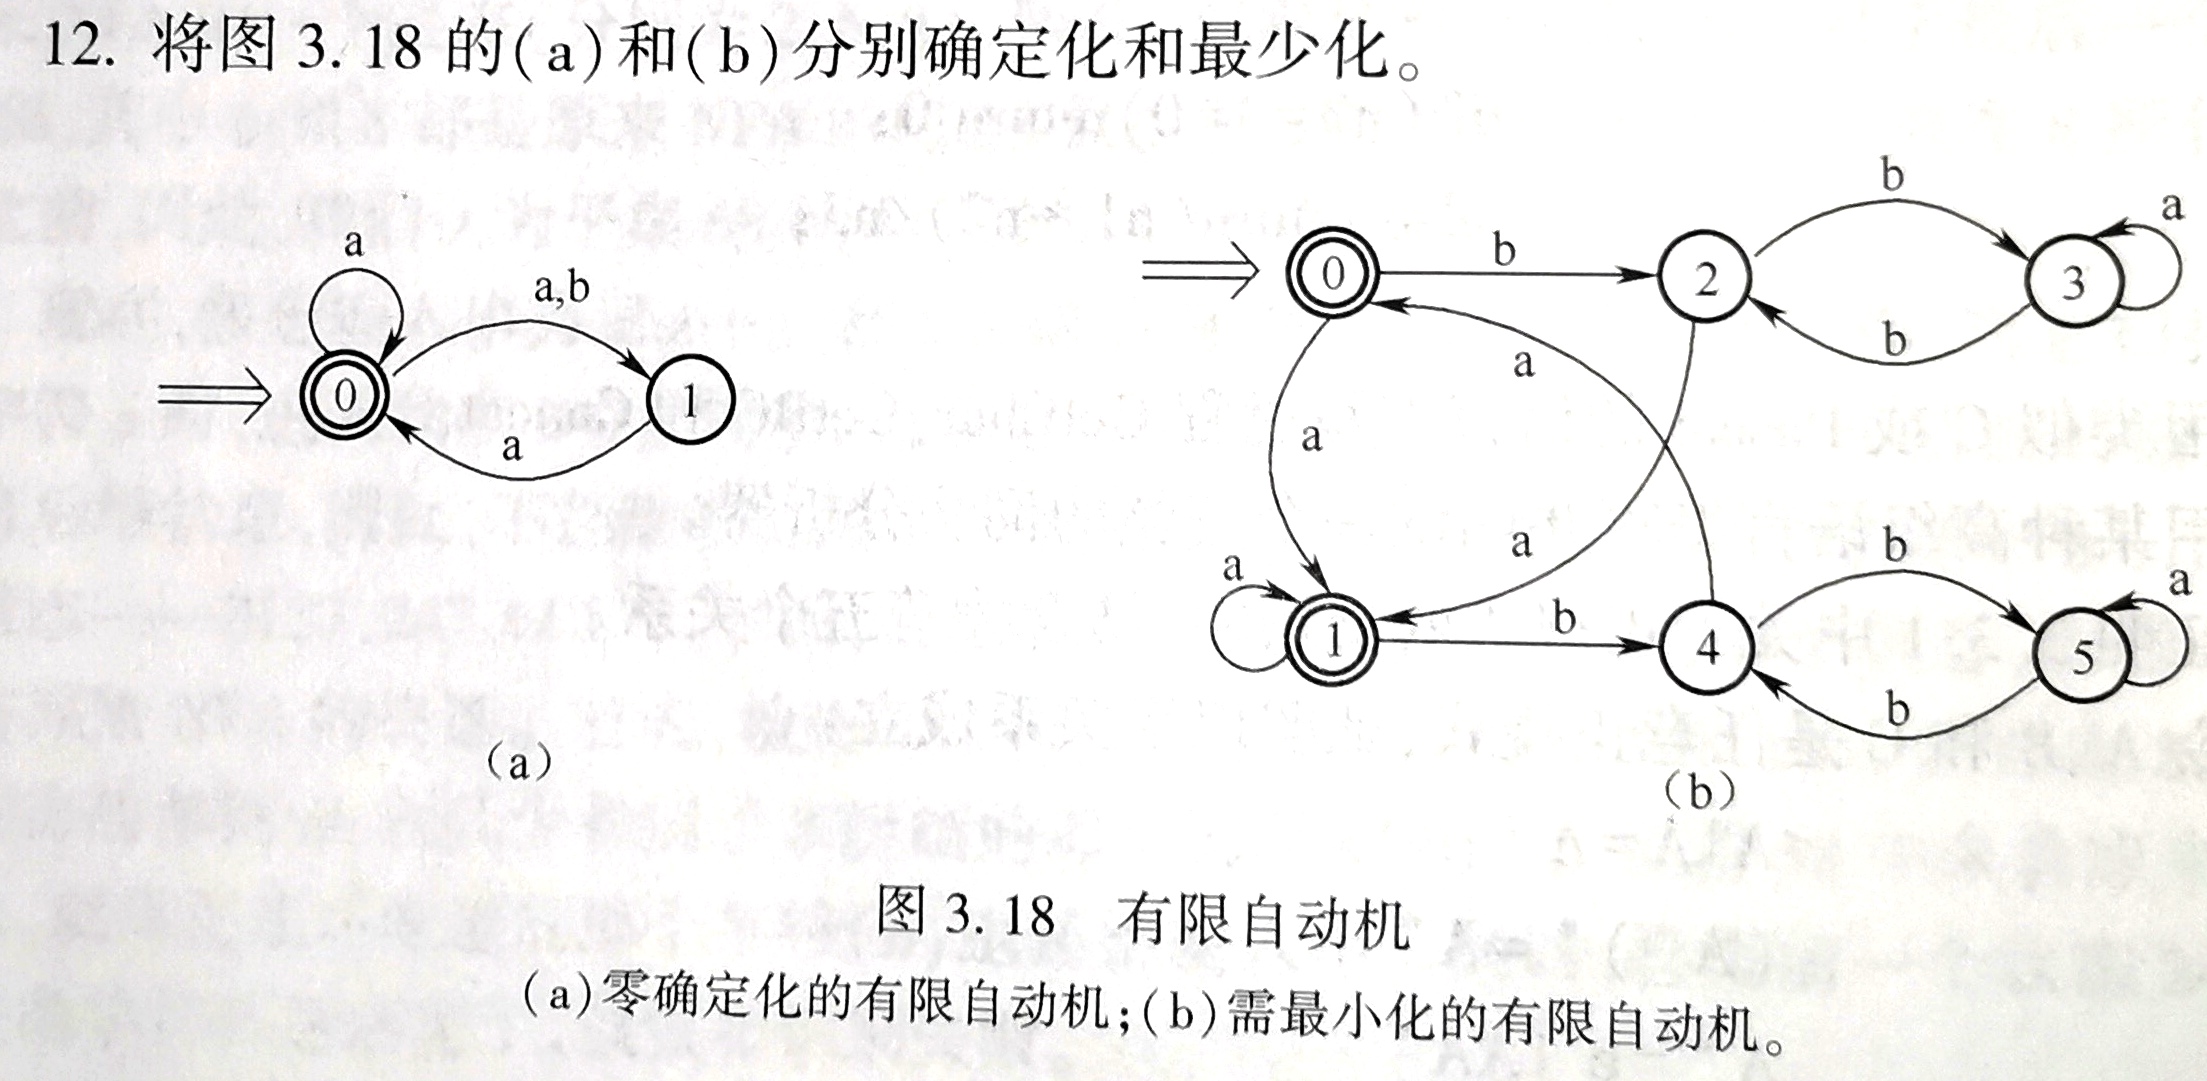 12. 将图 3.18 的(a)和(b)分别确定化和最少化。
a
a,b
0
1
a
(a)
b
a
0
b
2
3
b
a
a
a
a
1
b
4
b
5
a
b
(b)
图 3.18 有限自动机
(a)零确定化的有限自动机;(b)需最小化的有限自动机。